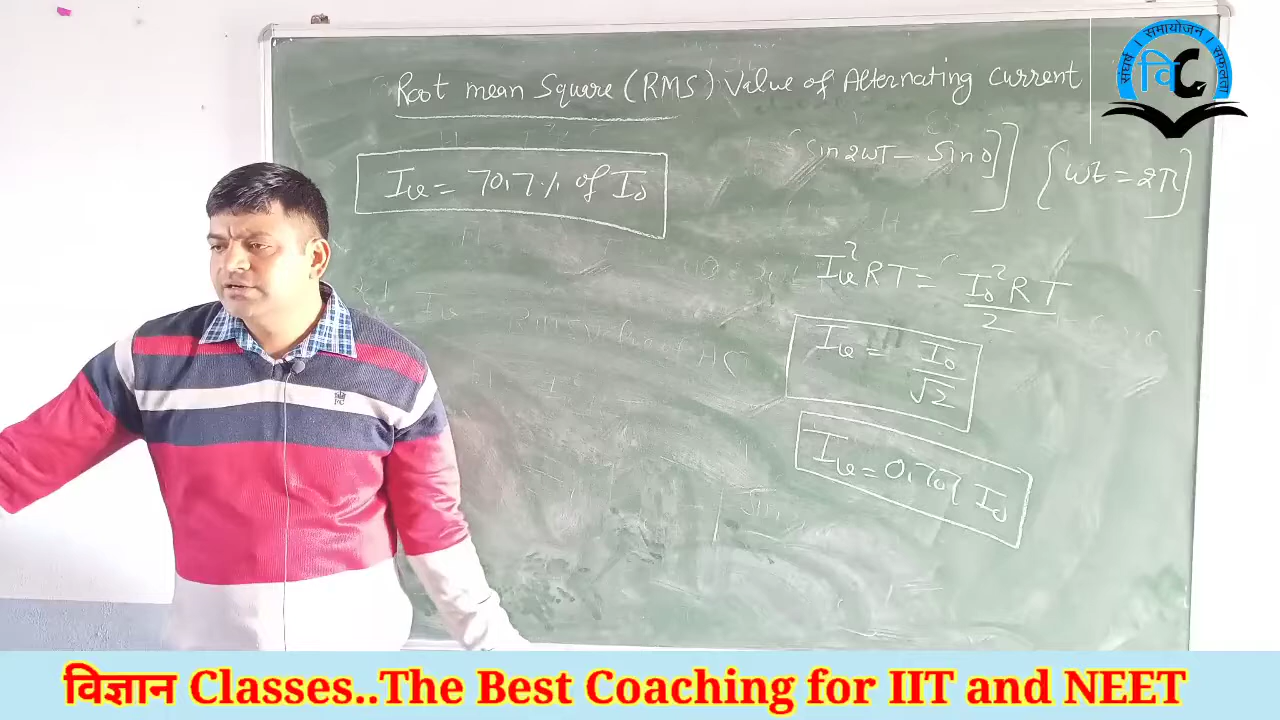 Root mean Square (RMS) Value of Alternating Current
संघर्ष । समायोजन । सफलता
वि
Sin2ωT - Sin0]] {ωt = 2π}
Iv = 70.7% of I₀
Iv²RT = I₀²RT/2
Iv = I₀/√2
Iv = 0.707 I₀
विज्ञान Classes..The Best Coaching for IIT and NEET